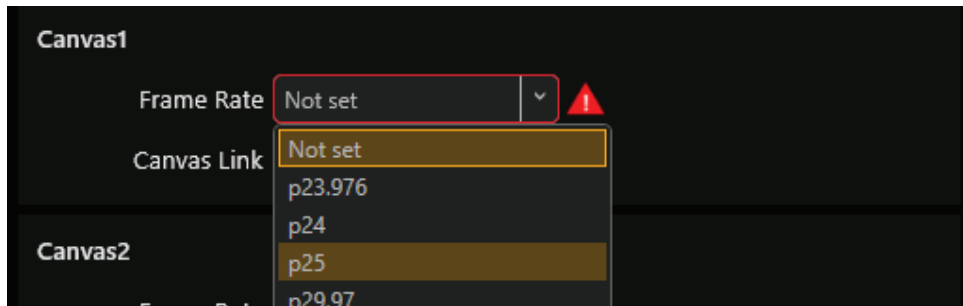 Canvas1
Frame Rate Not set
Canvas Link Not set
p23.976
p24
Canvas2
p25
p29.97